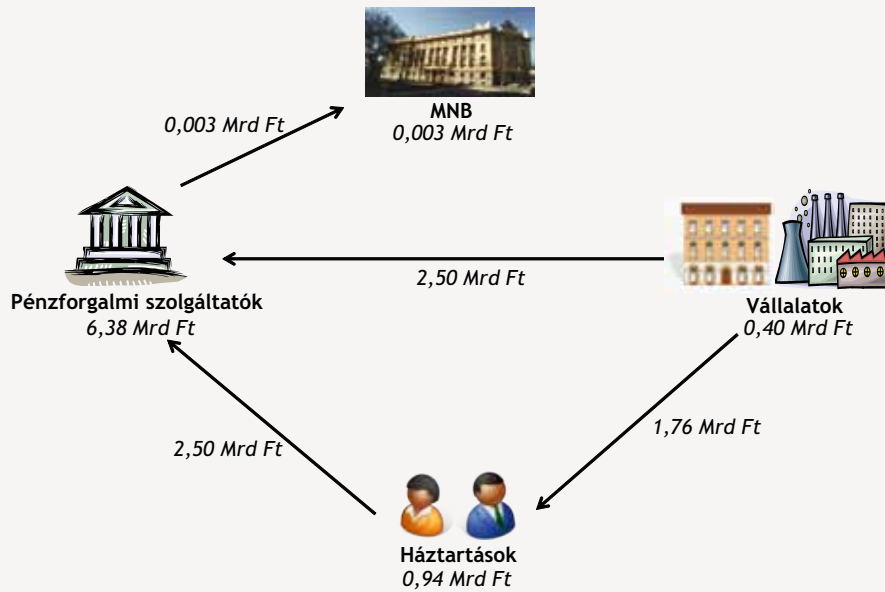 MNB
0,003 Mrd Ft
0,003 Mrd Ft
2,50 Mrd Ft
Pénzforgalmi szolgáltatók
6,38 Mrd Ft
Vállalatok
0,40 Mrd Ft
2,50 Mrd Ft
1,76 Mrd Ft
Háztartások
0,94 Mrd Ft